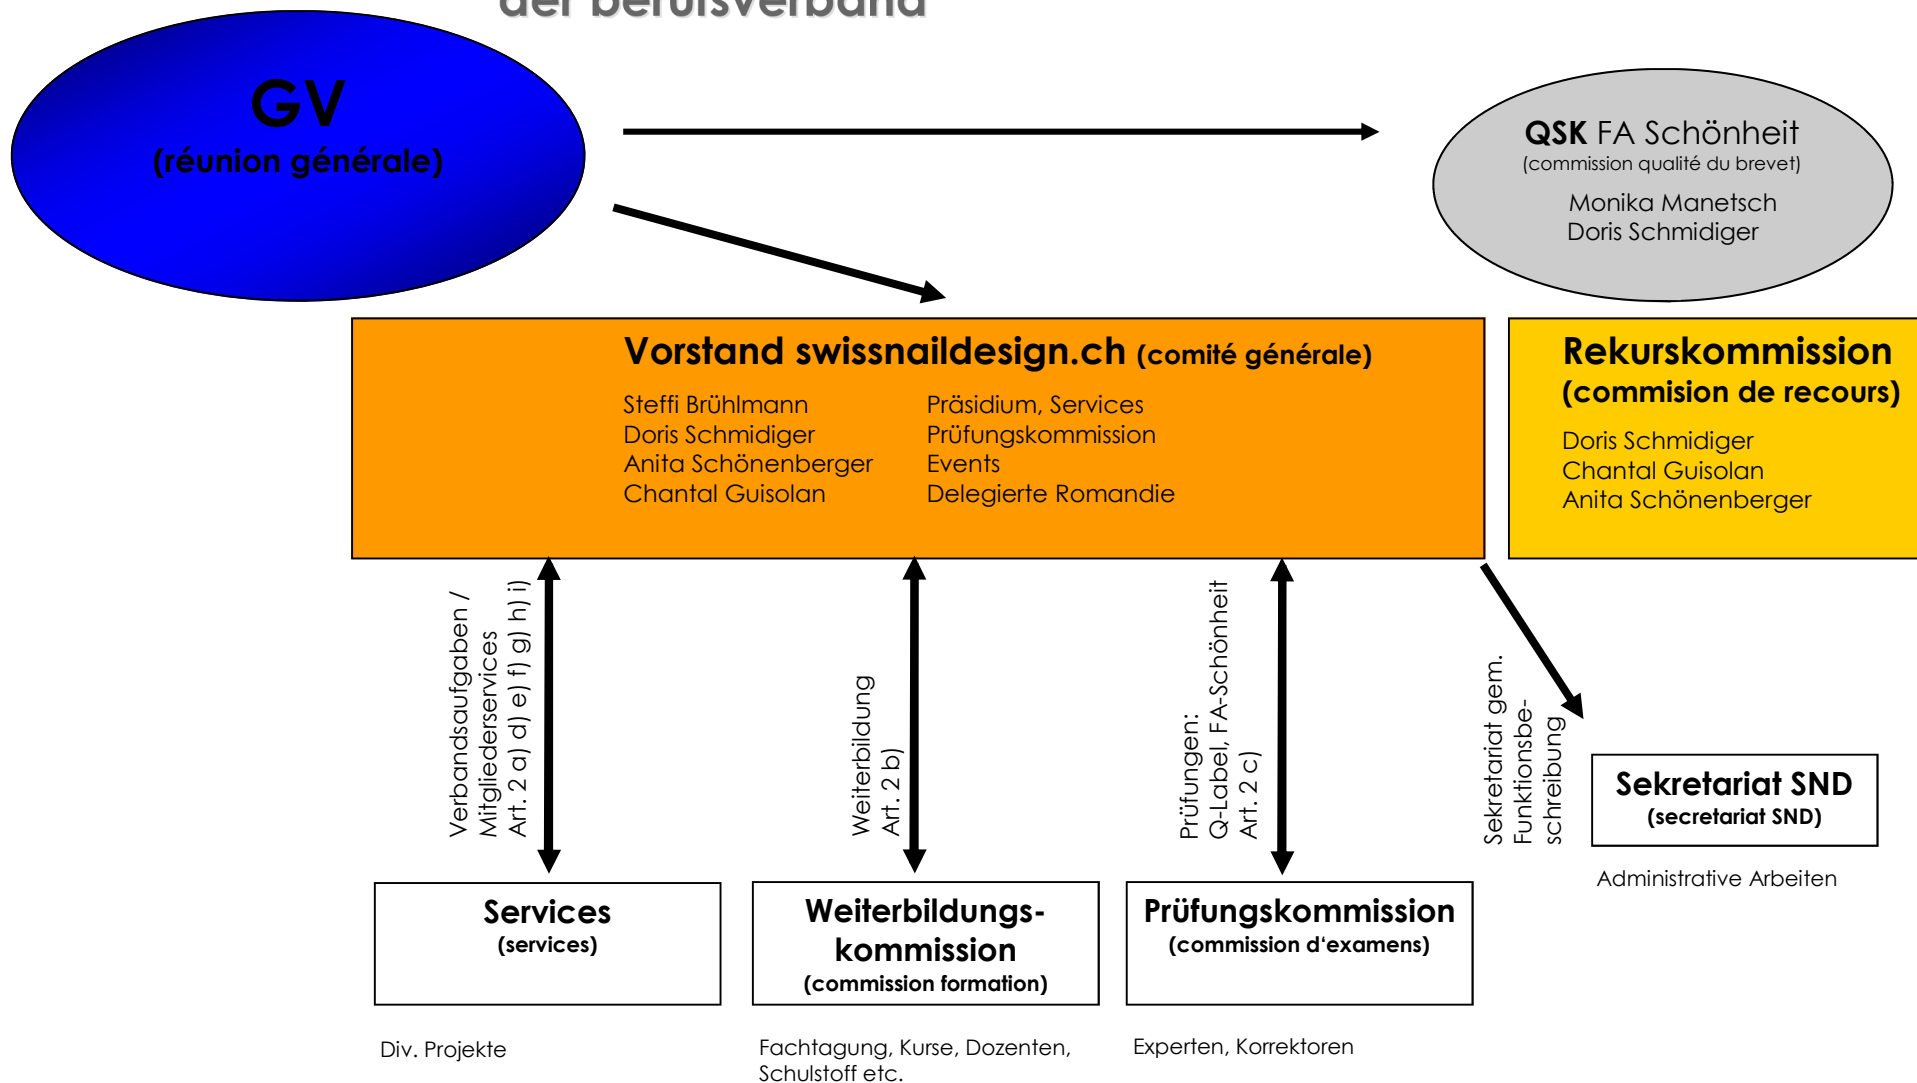 der berufsverband
GV
(réunion générale)
QSK FA Schönheit
(commission qualité du brevet)
Monika Manetsch
Doris Schmidiger
Vorstand swissnaildesign.ch (comité générale)
Steffi Brühlmann Präsidium, Services
Doris Schmidiger Prüfungskommission
Anita Schönenberger Events
Chantal Guisolan Delegierte Romandie
Rekurskommission
(commision de recours)
Doris Schmidiger
Chantal Guisolan
Anita Schönenberger
Verbandsaufgaben /
Mitgliederservices
Art. 2 a) d) e) f) g) h) i)
Weiterbildung
Art. 2 b)
Prüfungen:
Q-Label, FA-Schönheit
Art. 2 c)
Sekretariat gem.
Funktionsbe-
schreibung
Sekretariat SND
(secretariat SND)
Administrative Arbeiten
Services
(services)
Weiterbildungs-
kommission
(commission formation)
Prüfungskommission
(commission d‘examens)
Div. Projekte
Fachtagung, Kurse, Dozenten,
Schulstoff etc.
Experten, Korrektoren